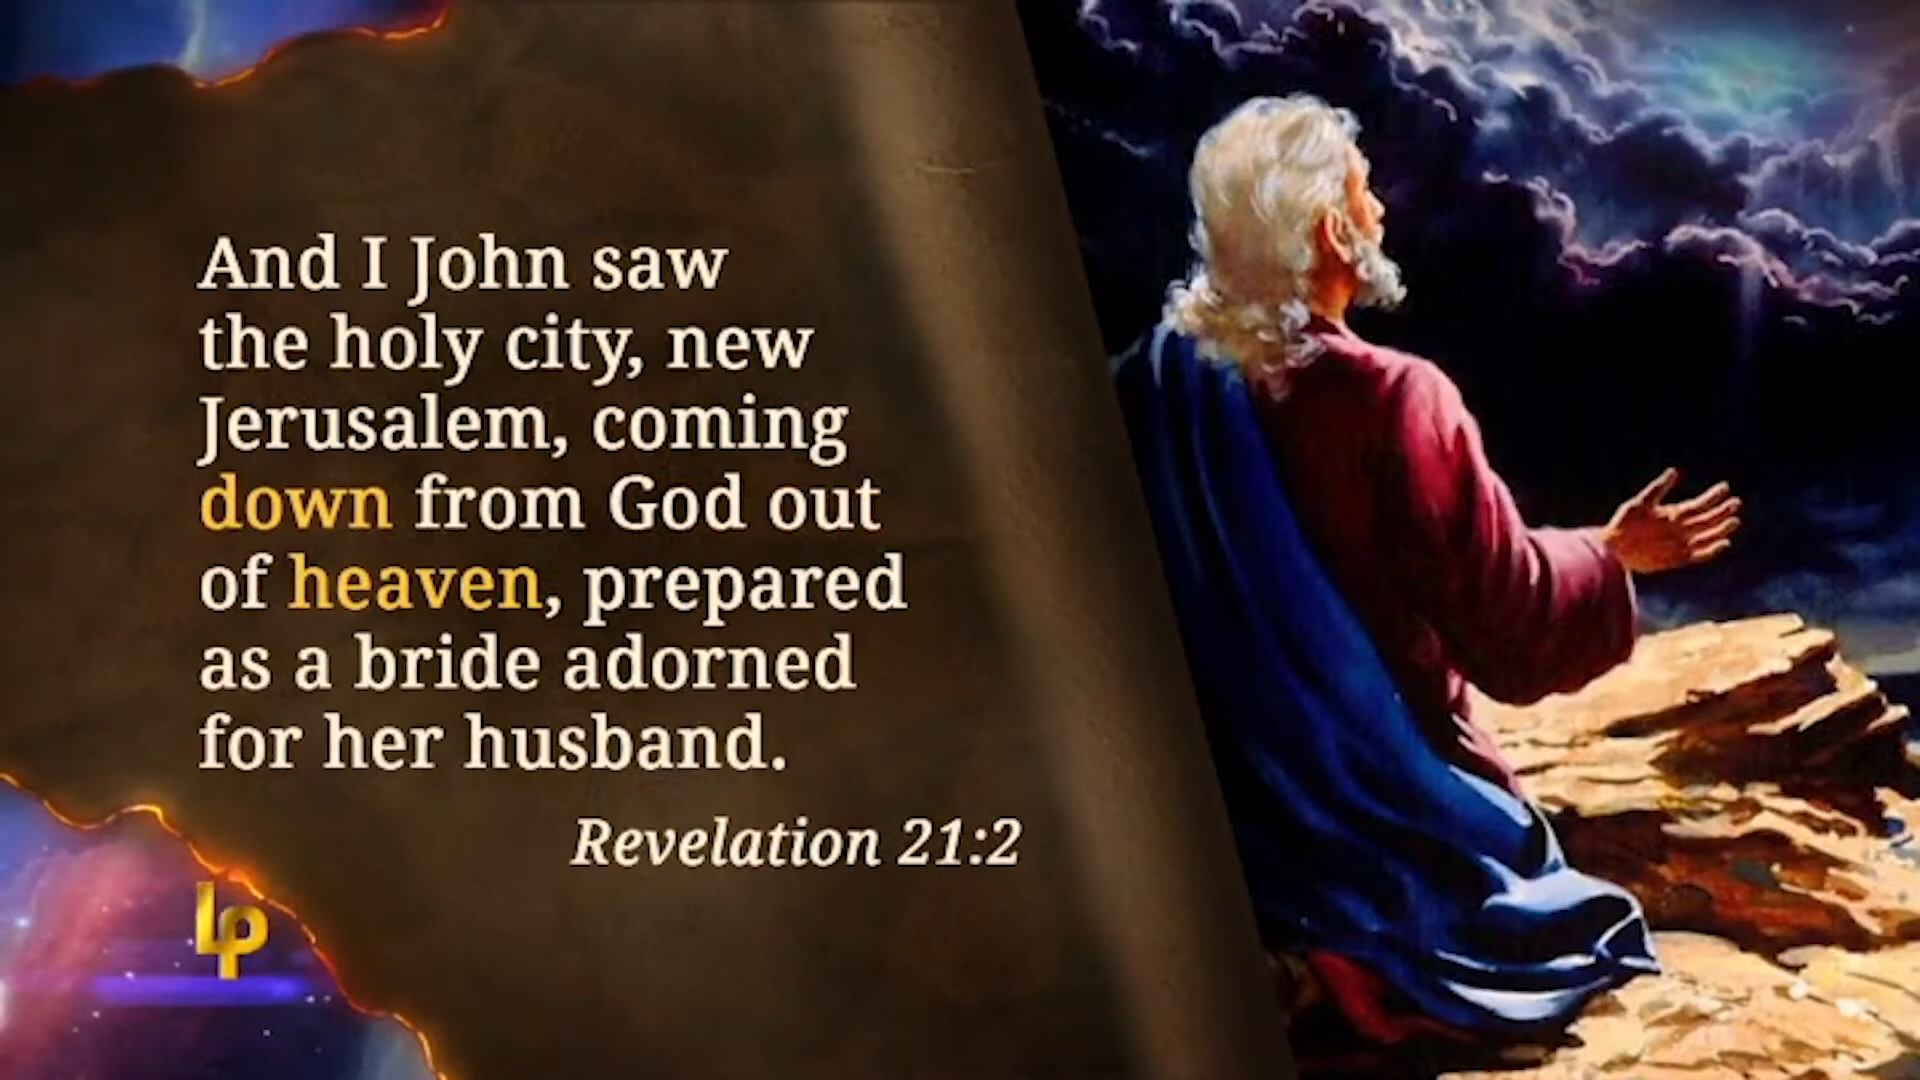 And I John saw
the holy city, new
Jerusalem, coming
down from God out
of heaven, prepared
as a bride adorned
for her husband.
Revelation 21:2
LP